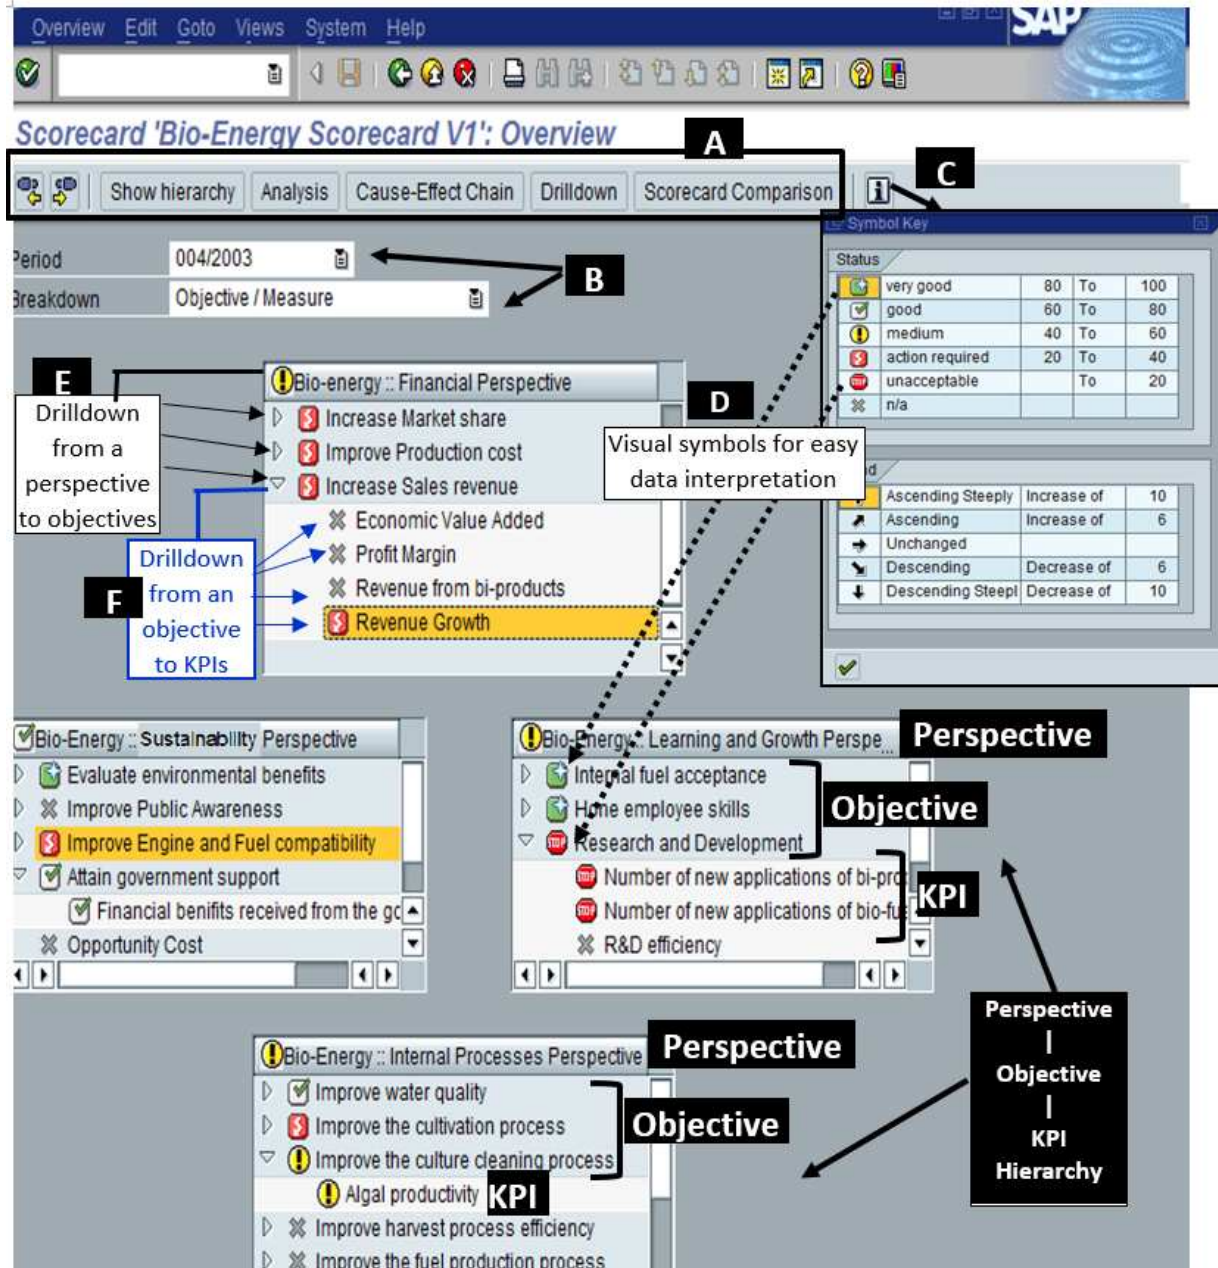 Overview Edit Goto Views System Help
SAP
Scorecard 'Bio-Energy Scorecard V1': Overview
A
Show hierarchy Analysis Cause-Effect Chain Drilldown Scorecard Comparison
C
Period 004/2003
Breakdown Objective / Measure
B
Symbol Key
Status
very good 80 To 100
good 60 To 80
medium 40 To 60
action required 20 To 40
STOP unacceptable To 20
n/a
Ascending Steeply Increase of 10
Ascending Increase of 6
Unchanged
Descending Decrease of 6
Descending Steepl Decrease of 10
E
Drilldown
from a
perspective
to objectives
Bio-energy :: Financial Perspective
Increase Market share
Improve Production cost
Increase Sales revenue
Economic Value Added
Profit Margin
Revenue from bi-products
Revenue Growth
D
Visual symbols for easy
data interpretation
F
Drilldown
from an
objective
to KPIs
Bio-Energy :: Sustainability Perspective
Evaluate environmental benefits
Improve Public Awareness
Improve Engine and Fuel compatibility
Attain government support
Financial benifits received from the gc
Opportunity Cost
Bio-Energy :: Learning and Growth Perspe...
Perspective
Internal fuel acceptance
Hone employee skills
STOP Research and Development
Objective
STOP Number of new applications of bi-pro
STOP Number of new applications of bio-fu
R&D efficiency
KPI
Perspective
|
Objective
|
KPI
Hierarchy
Bio-Energy :: Internal Processes Perspective
Perspective
Improve water quality
Improve the cultivation process
Improve the culture cleaning process
Objective
Algal productivity
KPI
Improve harvest process efficiency
Improve the fuel production process